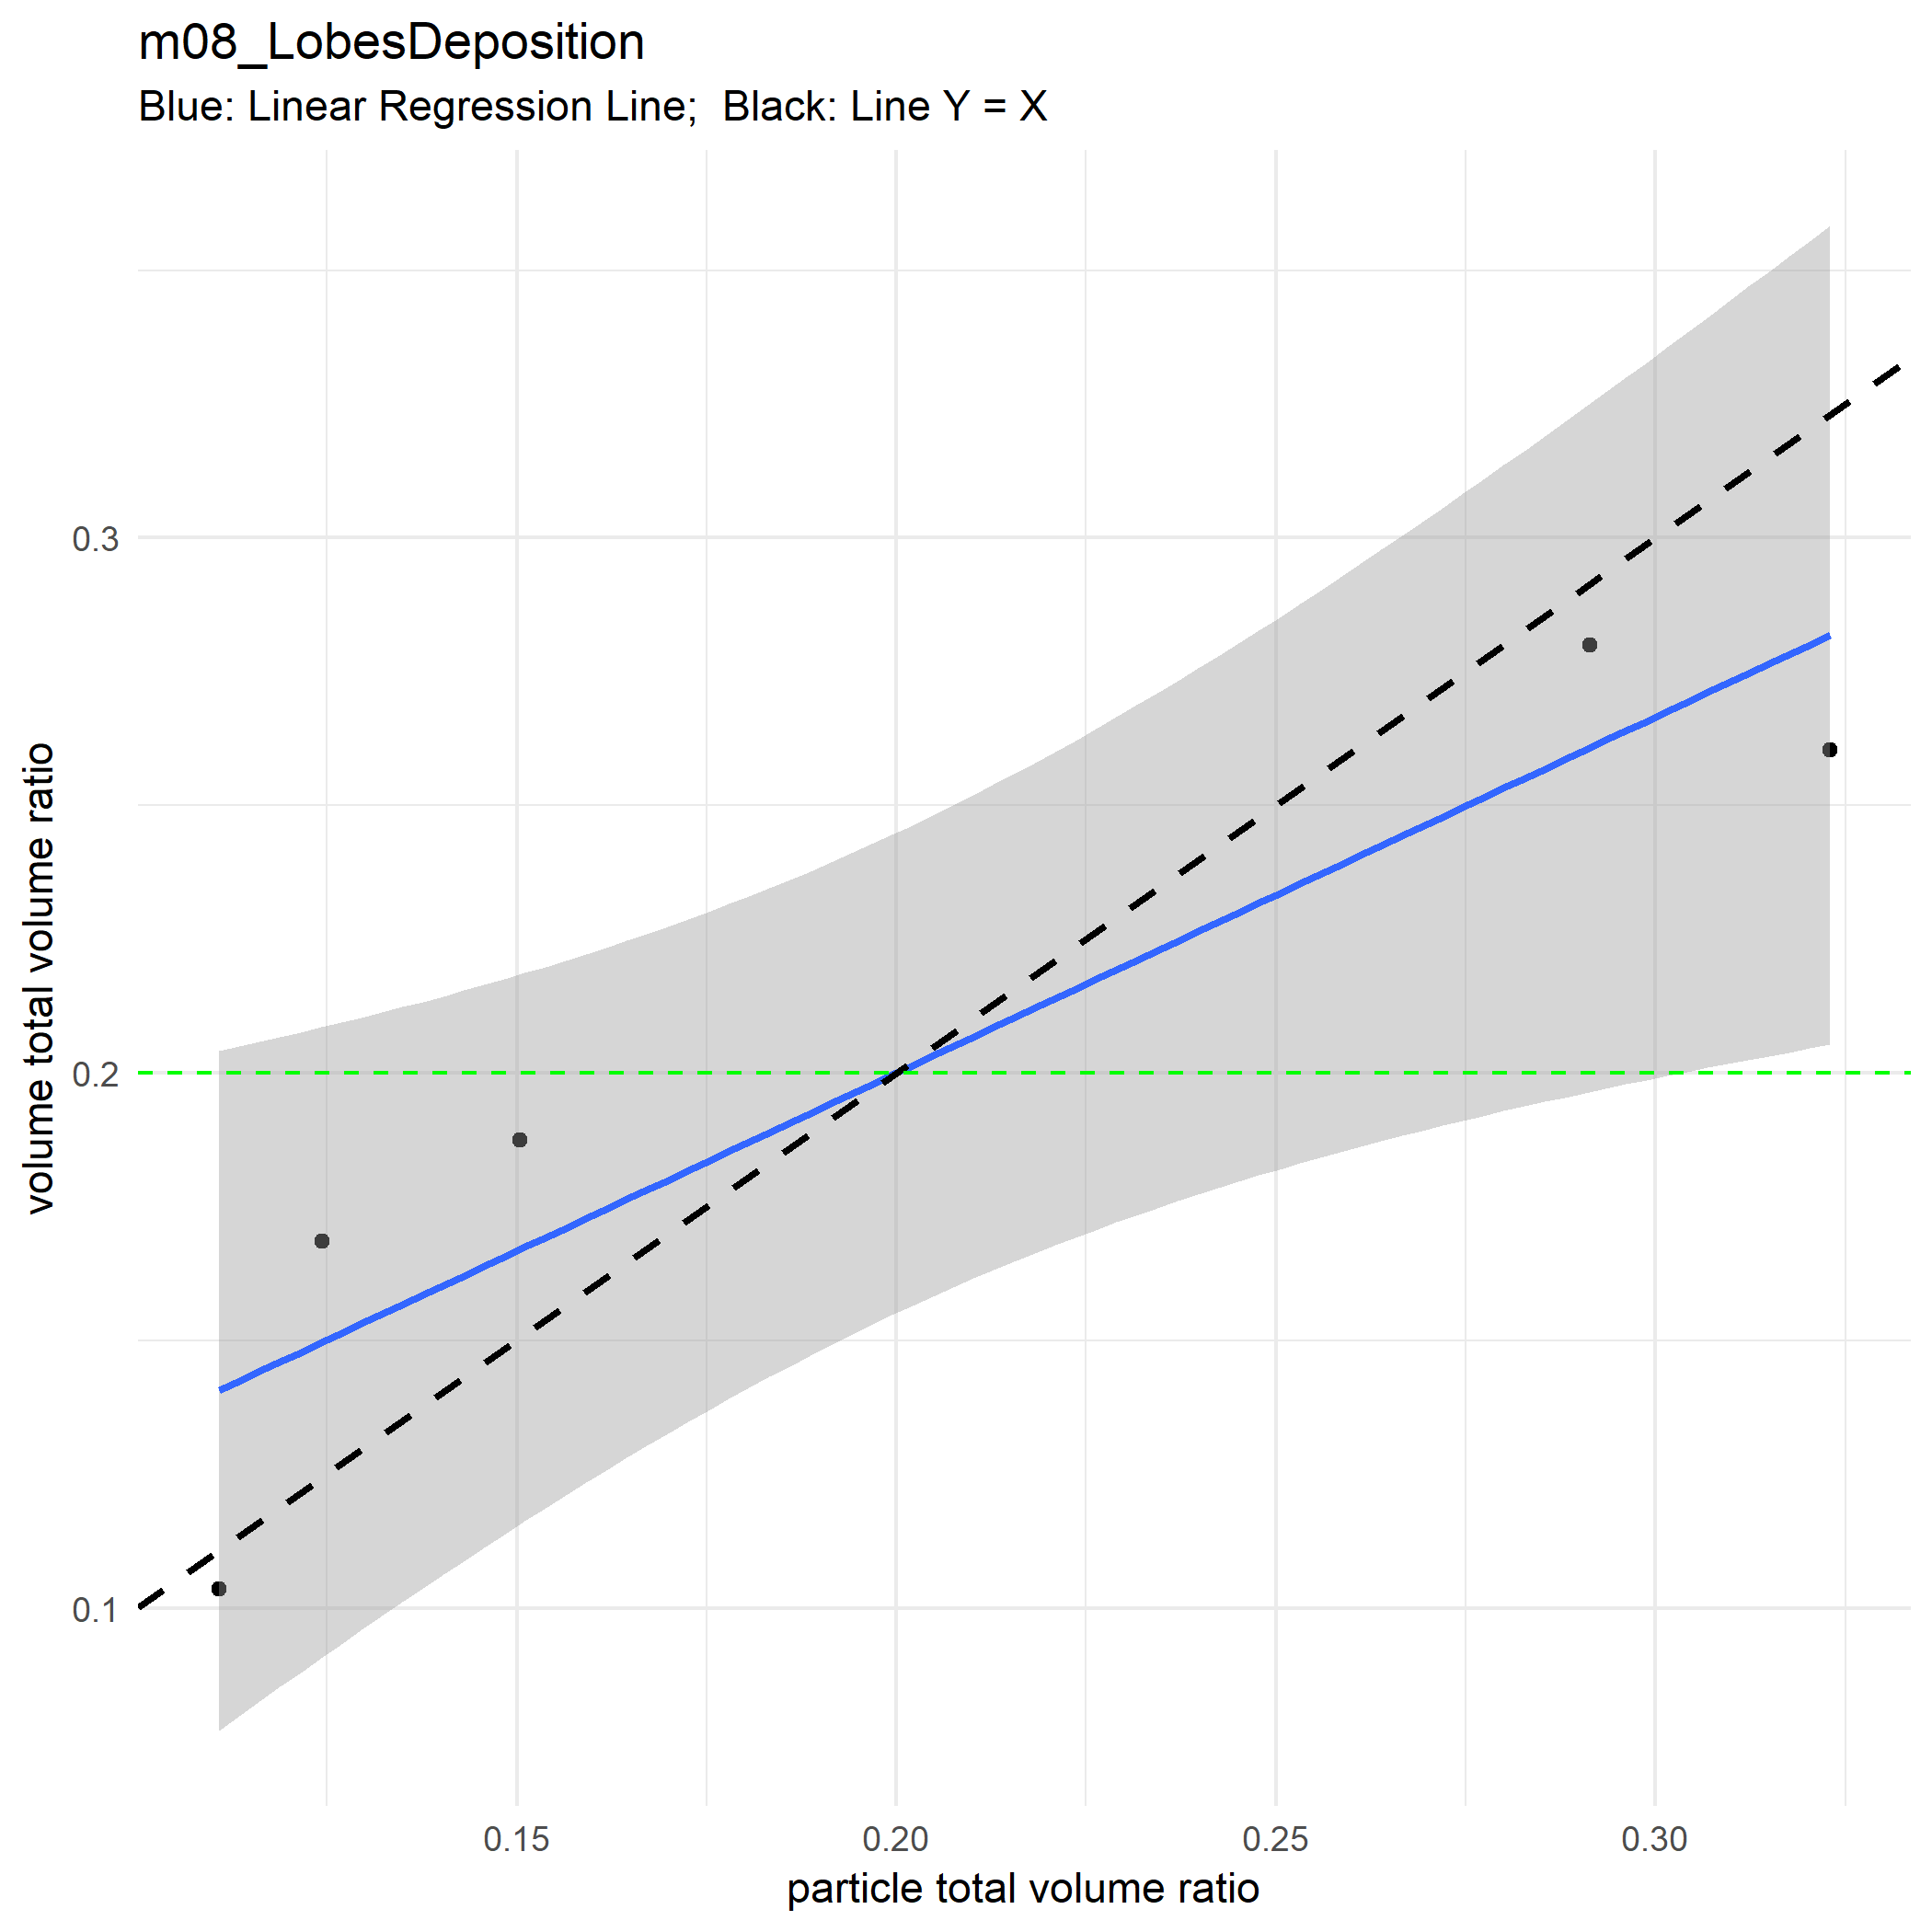 m08_LobesDeposition
Blue: Linear Regression Line;  Black: Line Y = X
0.3
0.2
0.1
volume total volume ratio
0.15 0.20 0.25 0.30
particle total volume ratio